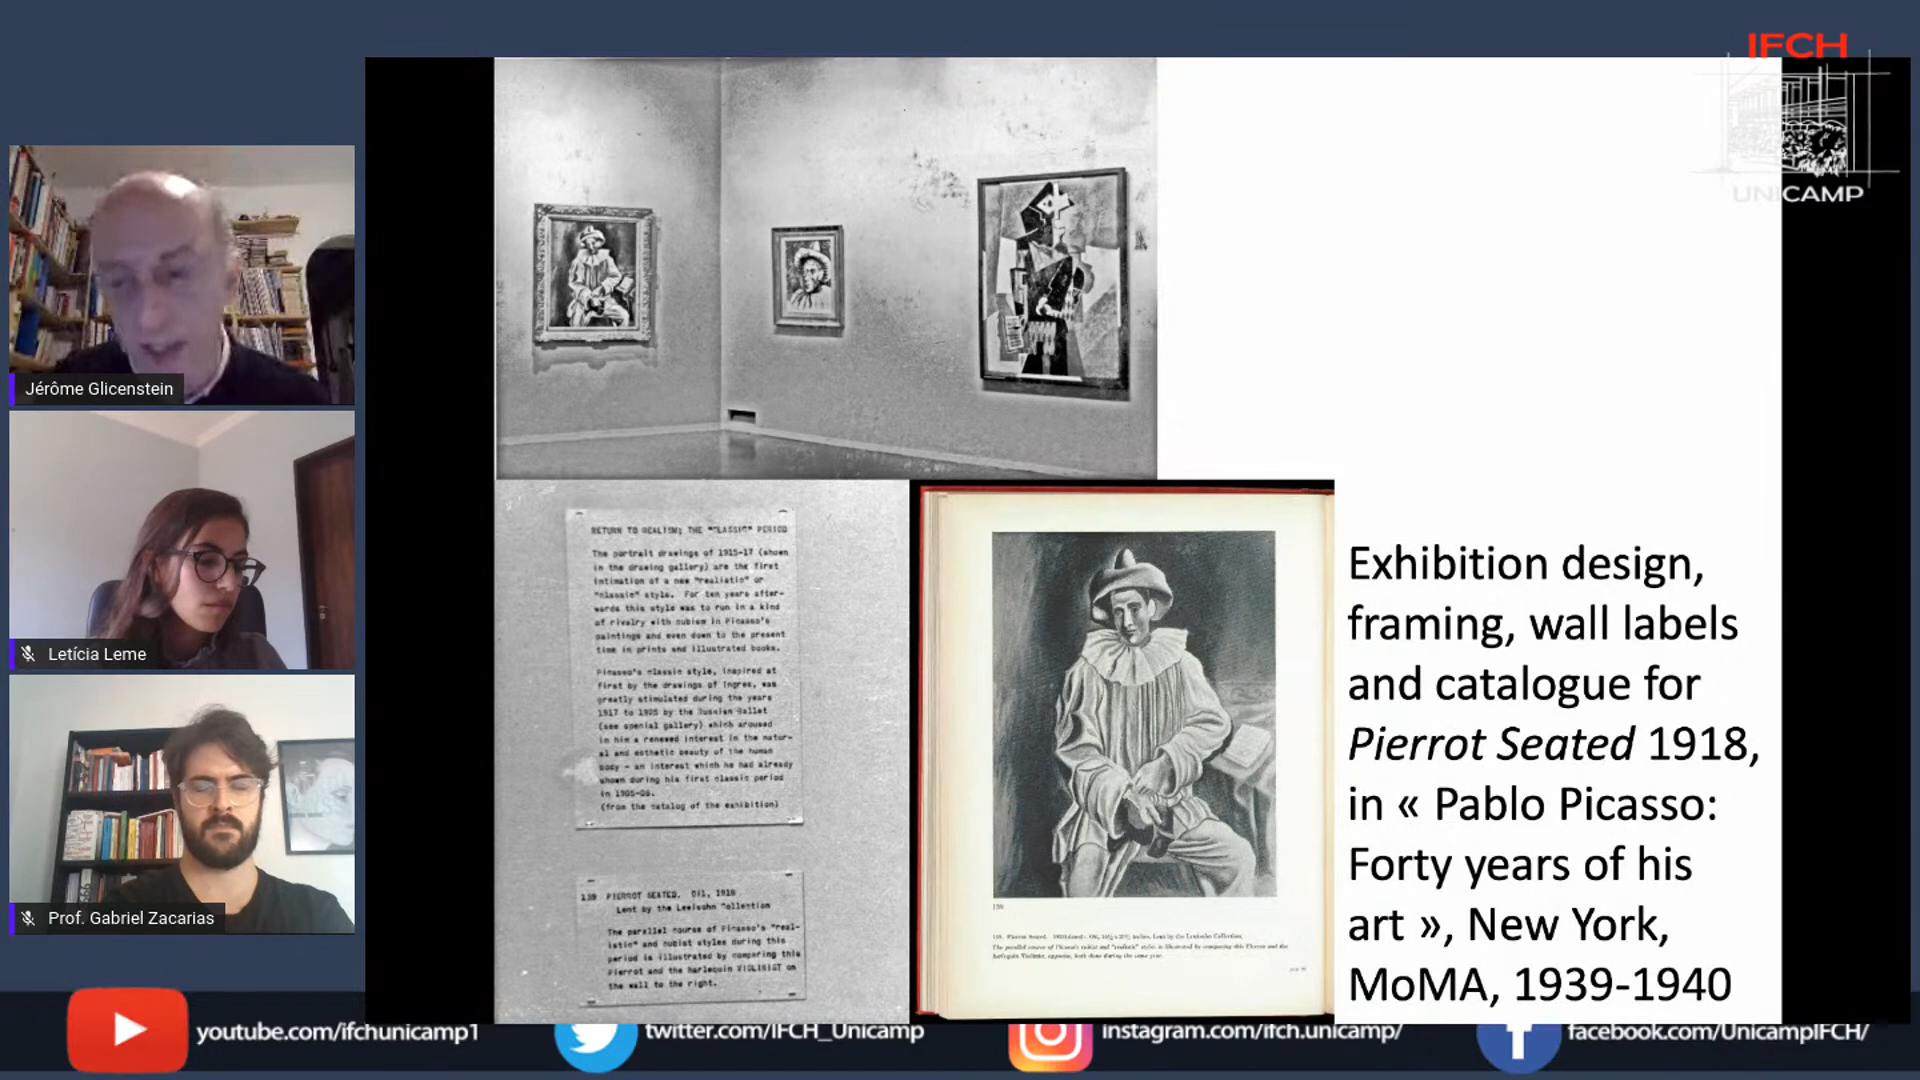 IFCH
UNICAMP
Jérôme Glicenstein
Letícia Leme
Prof. Gabriel Zacarias
RETURN TO REALISM; THE "CLASSIC" PERIOD
The portrait drawings of 1915-17 (shown
in the drawing gallery) are the first
intimation of a new "realistic" or
"classic" style. For ten years after-
wards this style was to run in a kind
of rivalry with cubism in Picasso's
paintings and even down to the present
time in prints and illustrated books.
Picasso's classic style, inspired at
first by the drawings of Ingres, was
greatly stimulated during the years
1917 to 1925 by the Russian Ballet
(see special gallery) which aroused
in him a renewed interest in the natur-
al and esthetic beauty of the human
body - an interest which he had already
shown during his first classic period
in 1905-06.
(from the catalog of the exhibition)
139 PIERROT SEATED. Oil, 1918
Lent by the Lewisohn Collection
The parallel course of Picasso's "real-
istic" and cubist styles during this
period is illustrated by comparing this
Pierrot and the harlequin VIOLINIST on
the wall to the right.
Exhibition design,
framing, wall labels
and catalogue for
Pierrot Seated 1918,
in « Pablo Picasso:
Forty years of his
art », New York,
MoMA, 1939-1940
youtube.com/ifchunicamp1
twitter.com/IFCH_Unicamp
instagram.com/ifch.unicamp/
facebook.com/UnicampIFCH/